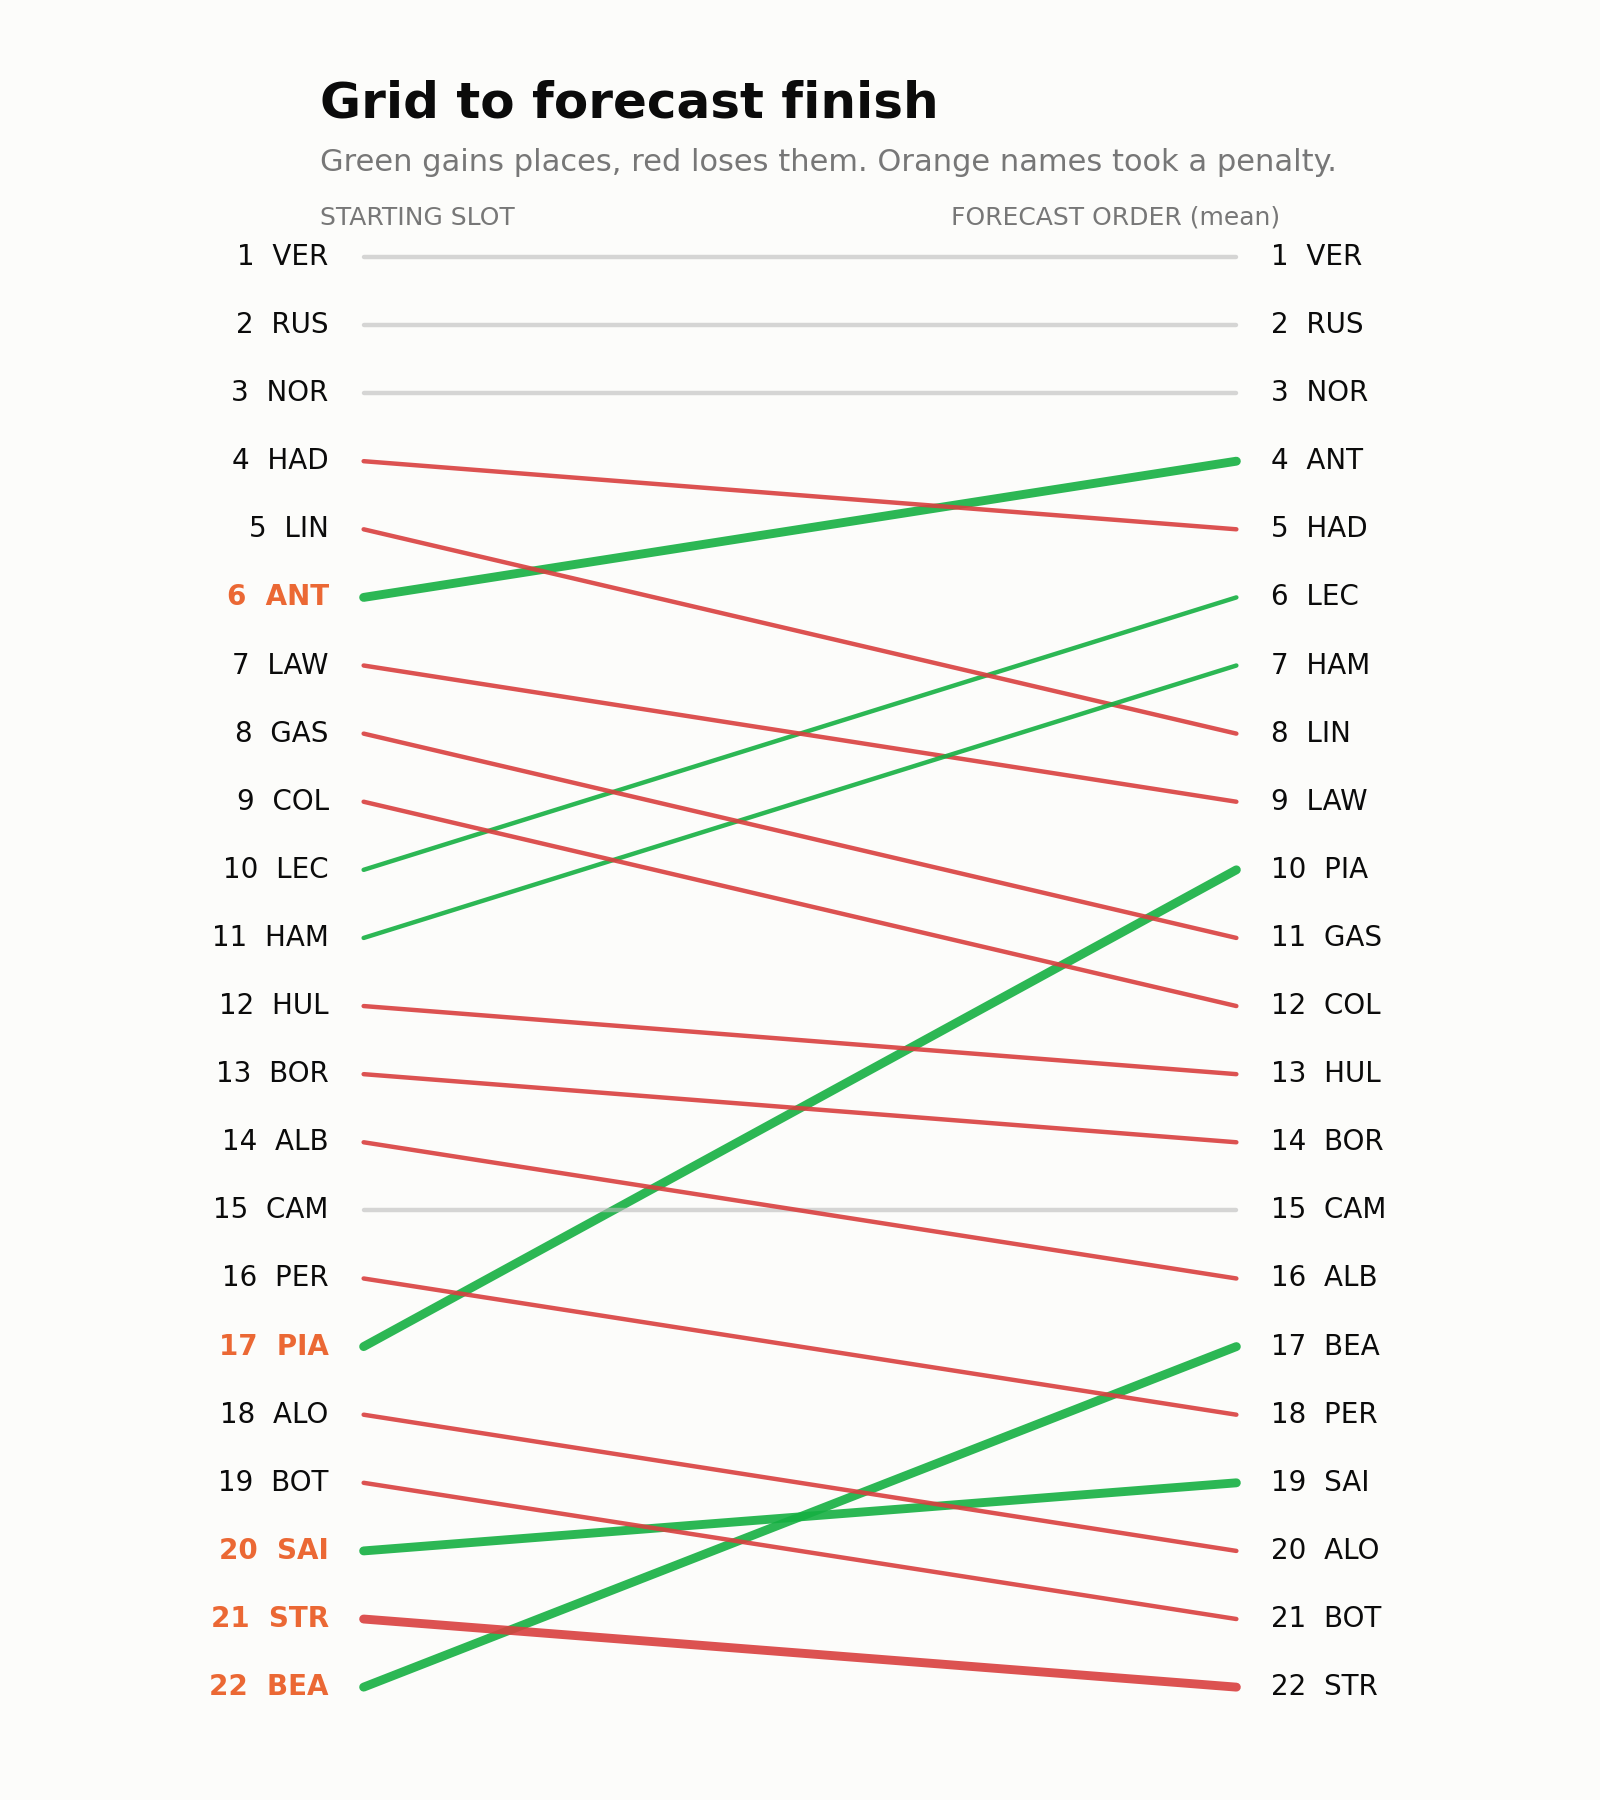 Grid to forecast finish
Green gains places, red loses them. Orange names took a penalty.
STARTING SLOT FORECAST ORDER (mean)
1 VER 1 VER
2 RUS 2 RUS
3 NOR 3 NOR
4 HAD 4 ANT
5 LIN 5 HAD
6 ANT 6 LEC
7 LAW 7 HAM
8 GAS 8 LIN
9 COL 9 LAW
10 LEC 10 PIA
11 HAM 11 GAS
12 HUL 12 COL
13 BOR 13 HUL
14 ALB 14 BOR
15 CAM 15 CAM
16 PER 16 ALB
17 PIA 17 BEA
18 ALO 18 PER
19 BOT 19 SAI
20 SAI 20 ALO
21 STR 21 BOT
22 BEA 22 STR